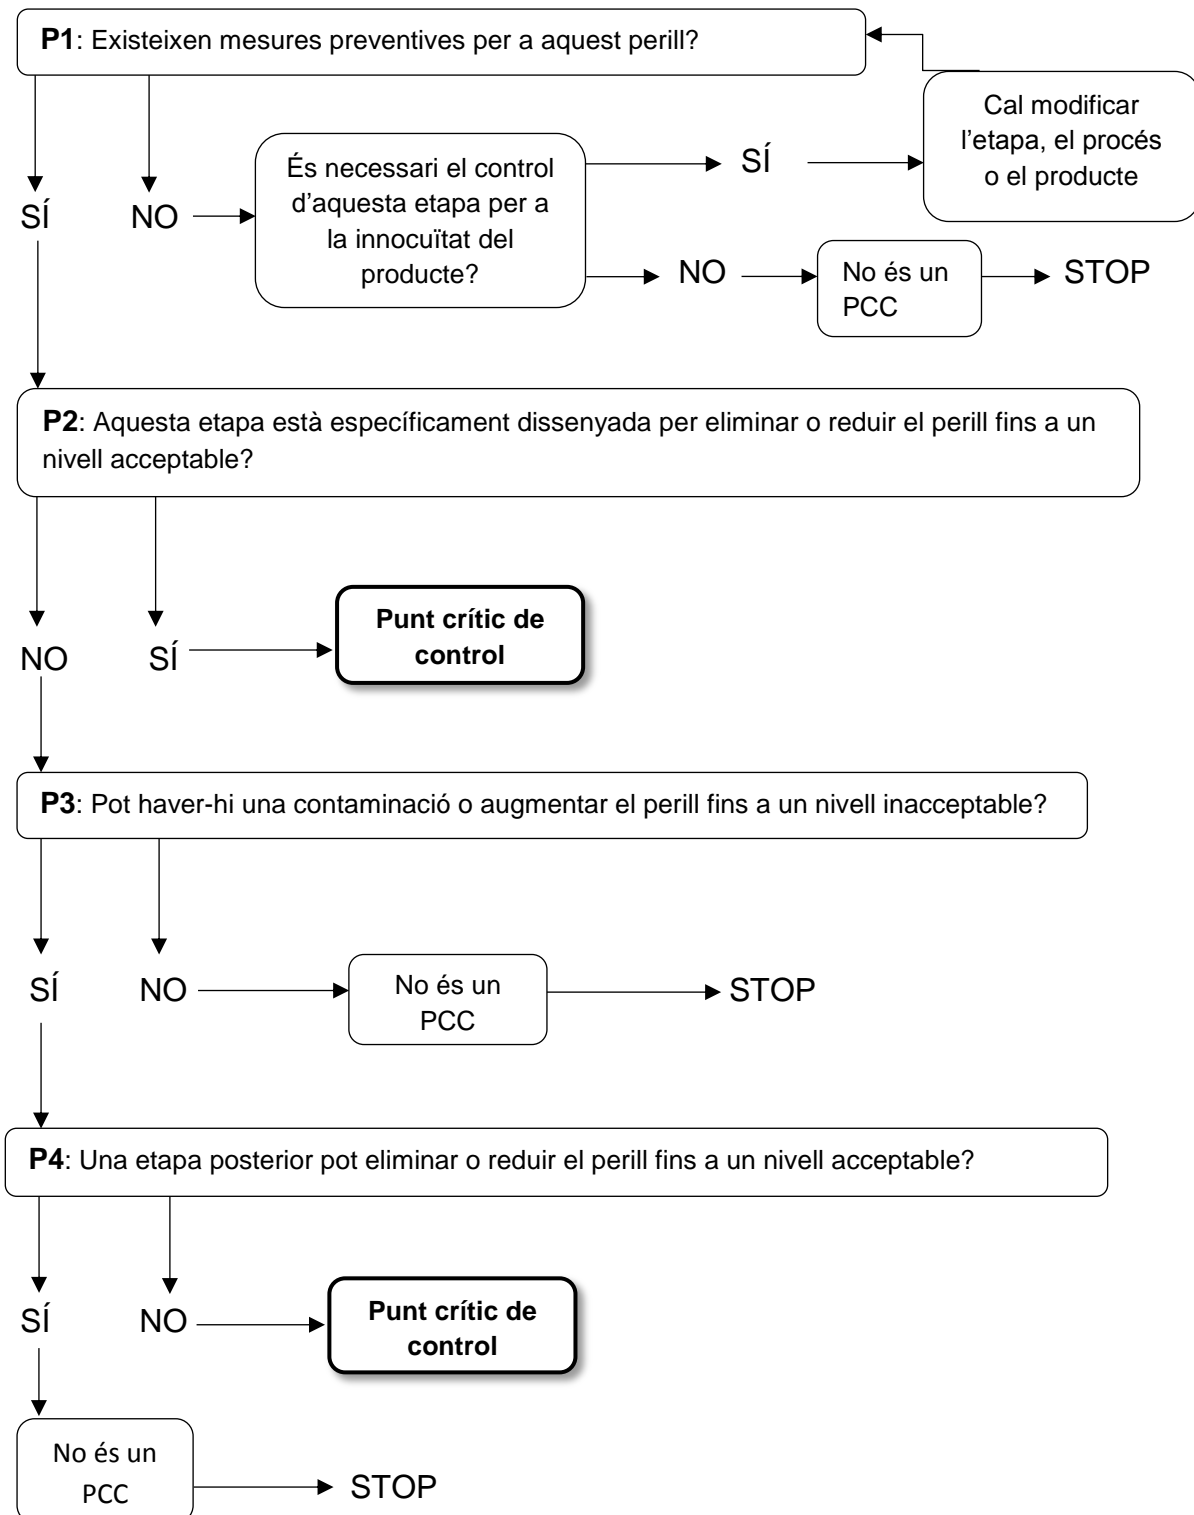 P1: Existeixen mesures preventives per a aquest perill?
Cal modificar
l’etapa, el procés
o el producte
És necessari el control
d’aquesta etapa per a
la innocuïtat del
producte?
SÍ
SÍ
NO
NO
No és un
PCC
STOP
P2: Aquesta etapa està específicament dissenyada per eliminar o reduir el perill fins a un
nivell acceptable?
Punt crític de
control
NO
SÍ
P3: Pot haver-hi una contaminació o augmentar el perill fins a un nivell inacceptable?
SÍ
NO
No és un
PCC
STOP
P4: Una etapa posterior pot eliminar o reduir el perill fins a un nivell acceptable?
SÍ
NO
Punt crític de
control
No és un
PCC
STOP